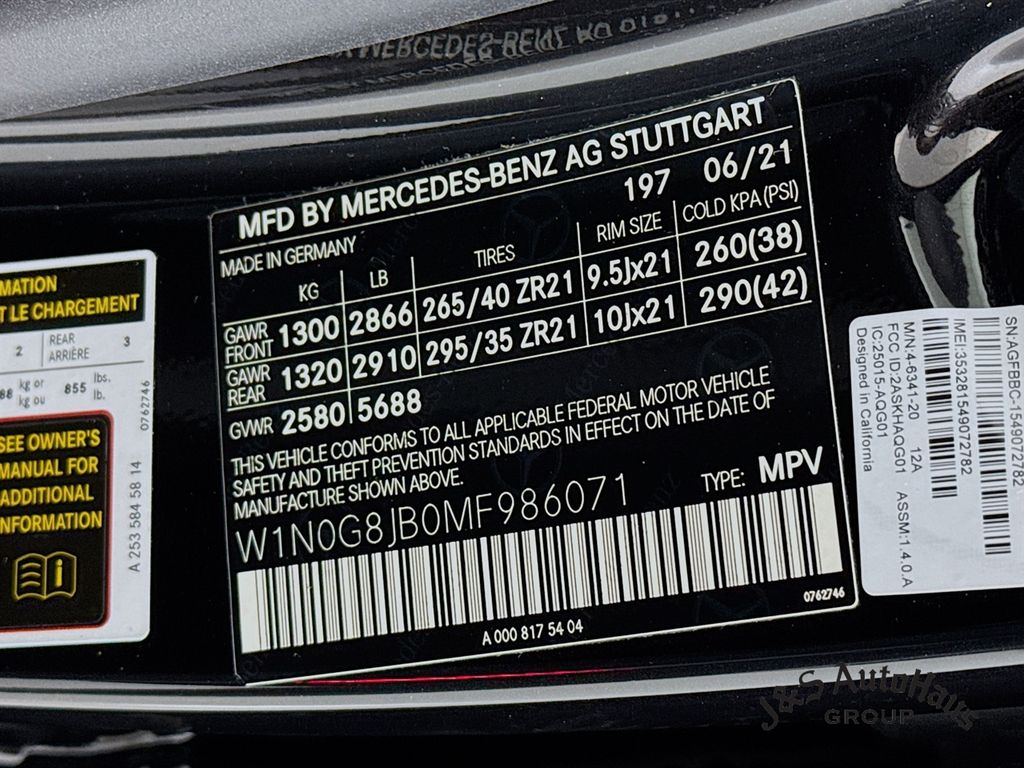 MFD BY MERCEDES-BENZ AG STUTTGART
MADE IN GERMANY 197 06/21
KG LB TIRES RIM SIZE COLD KPA(PSI)
GAWR FRONT 1300 2866 265/40 ZR21 9.5Jx21 260(38)
GAWR REAR 1320 2910 295/35 ZR21 10Jx21 290(42)
GVWR 2580 5688
THIS VEHICLE CONFORMS TO ALL APPLICABLE FEDERAL MOTOR VEHICLE
SAFETY AND THEFT PREVENTION STANDARDS IN EFFECT ON THE DATE OF
MANUFACTURE SHOWN ABOVE.
TYPE: MPV
W1N0G8JB0MF986071
0762746
A 000 817 54 04
MATION
T LE CHARGEMENT
2 REAR ARRIÈRE 3
88 kg or kg ou 855 lbs. lb.
SEE OWNER'S
MANUAL FOR
ADDITIONAL
INFORMATION
0762746
A 253 584 58 14
SN:AGFBBC-1549072782
IMEI:353281549072782
M/N:4-6341-20 12A
FCC ID:2ASKHAQG01 ASSM:1.4.0.A
IC:25015-AQG01
Designed in California
J&S AutoHaus
GROUP